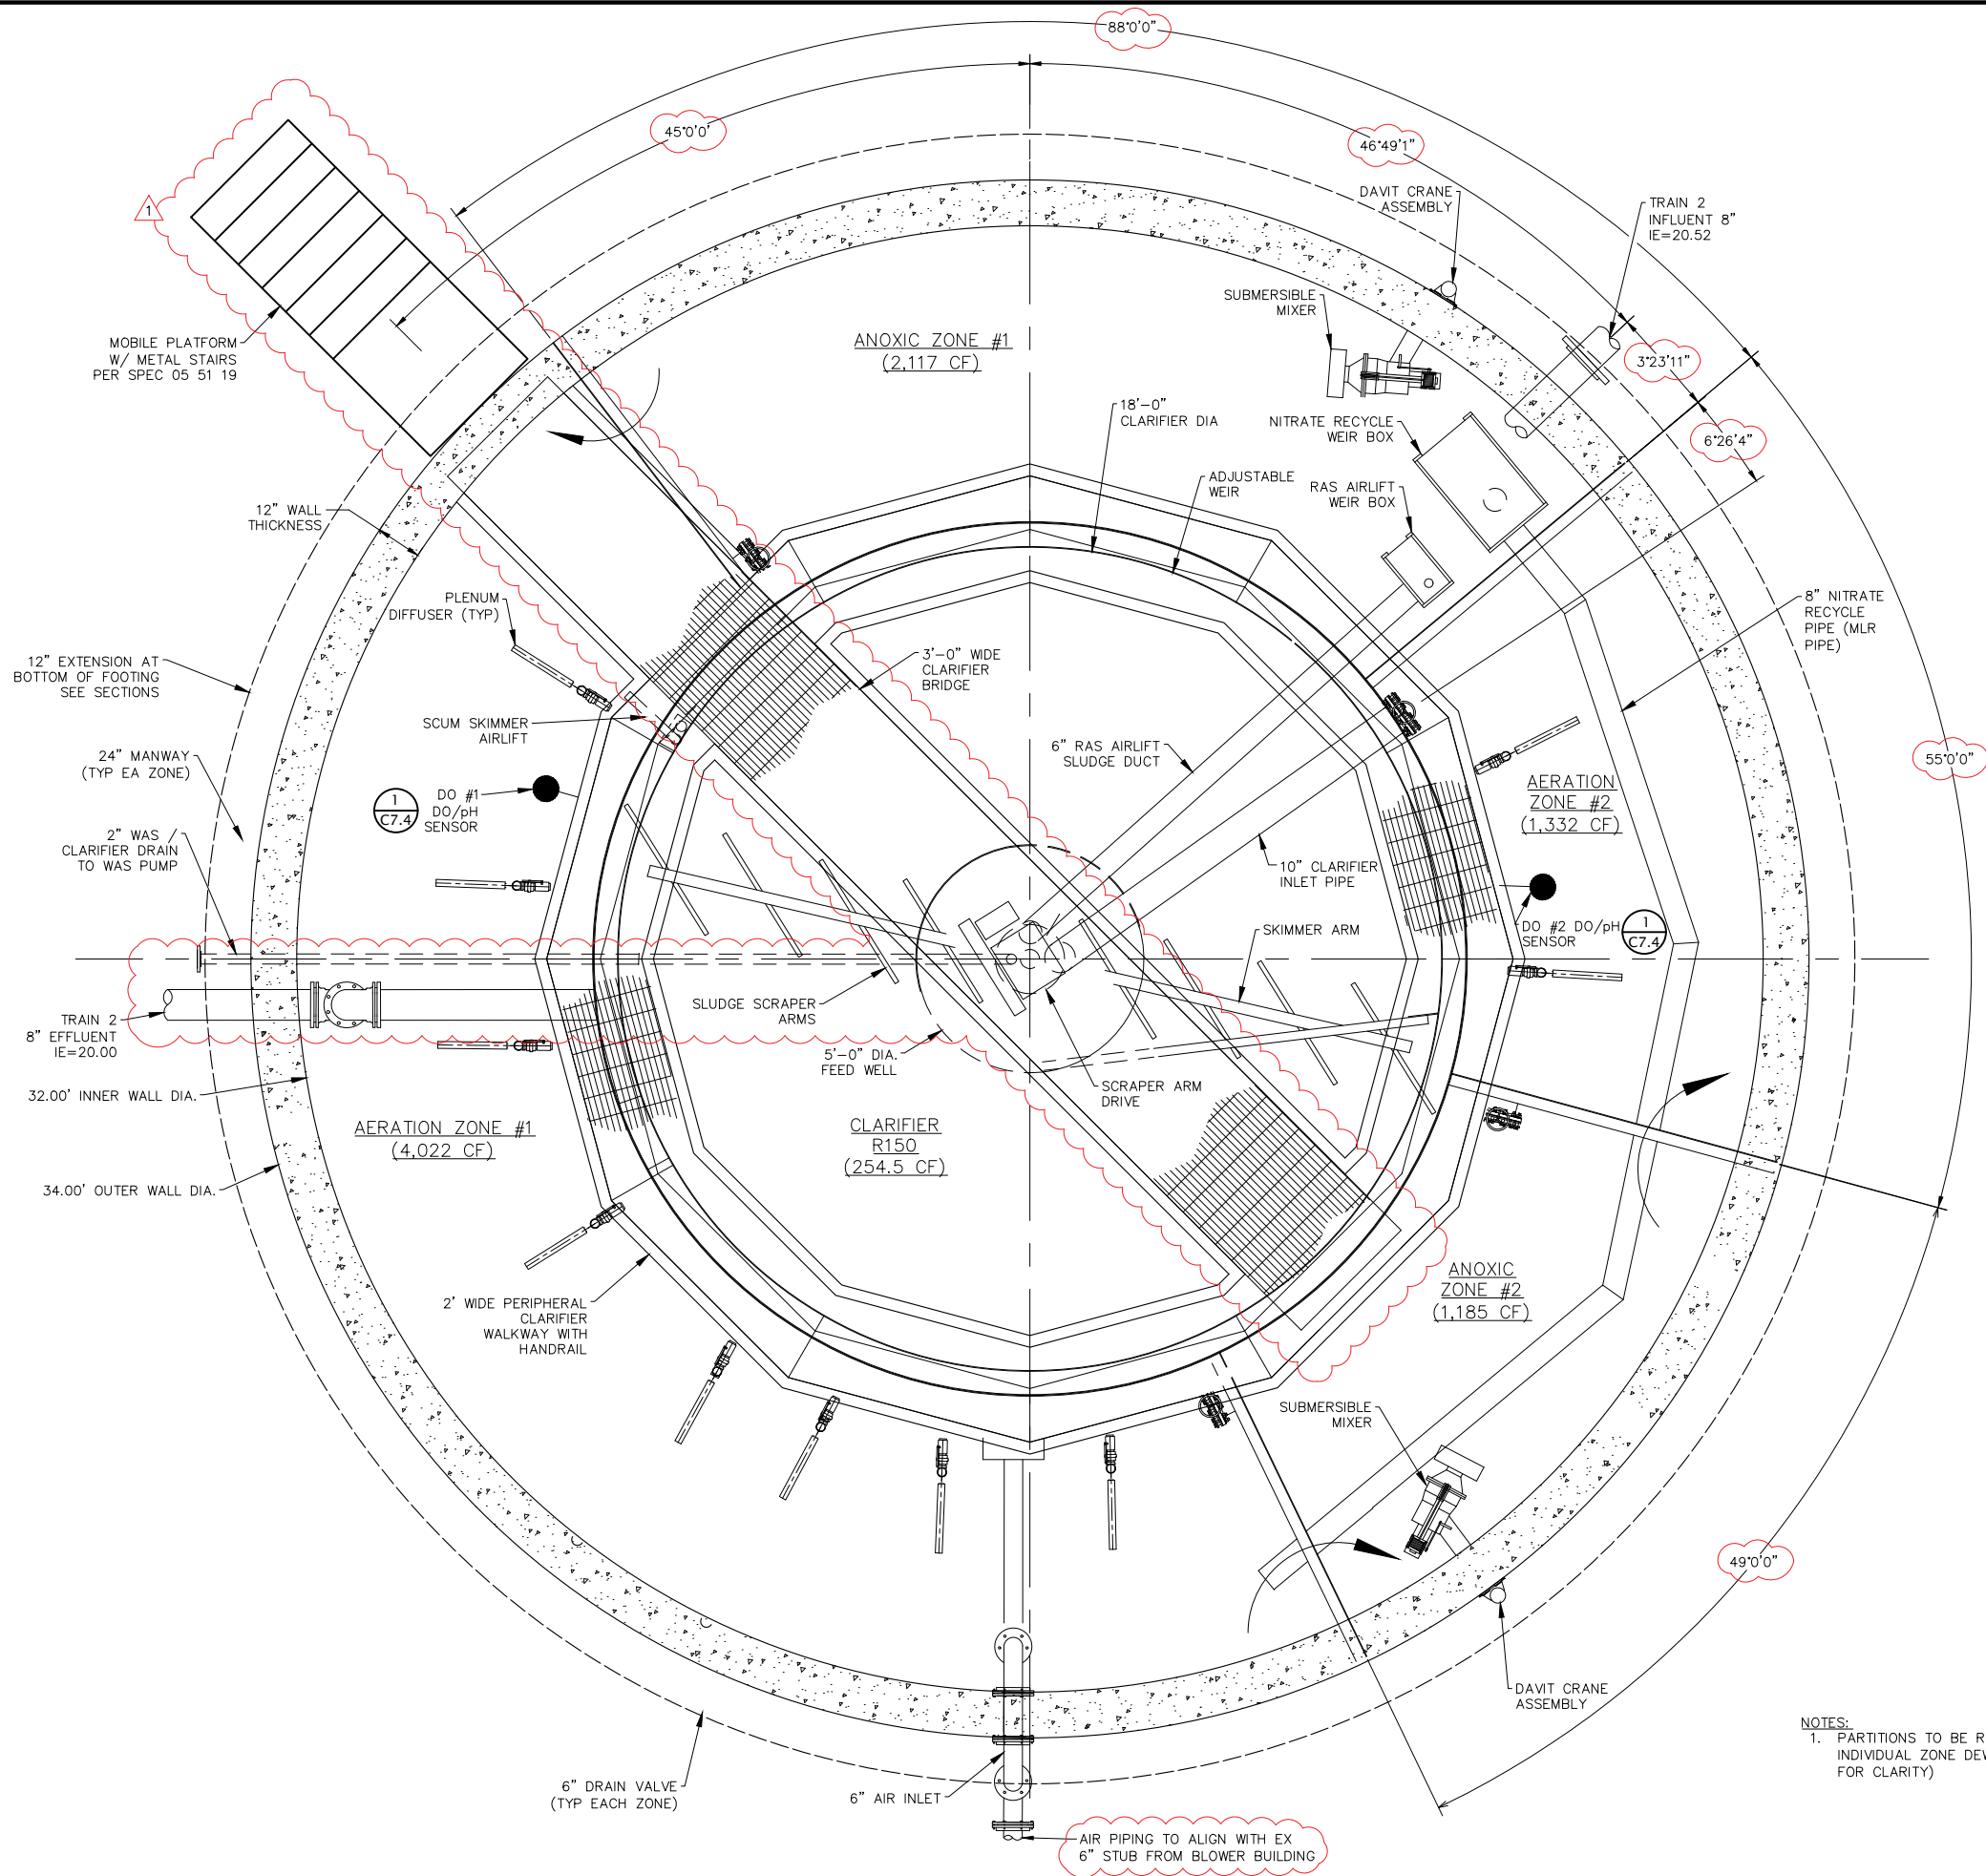 88°0'0"
45°0'0'
46°49'1"
DAVIT CRANE
ASSEMBLY
TRAIN 2
INFLUENT 8"
IE=20.52
1
SUBMERSIBLE
MIXER
ANOXIC ZONE #1
(2,117 CF)
MOBILE PLATFORM
W/ METAL STAIRS
PER SPEC 05 51 19
3°23'11"
18'-0"
CLARIFIER DIA
NITRATE RECYCLE
WEIR BOX
6°26'4"
ADJUSTABLE
WEIR
RAS AIRLIFT
WEIR BOX
12" WALL
THICKNESS
PLENUM
DIFFUSER (TYP)
8" NITRATE
RECYCLE
PIPE (MLR
PIPE)
12" EXTENSION AT
BOTTOM OF FOOTING
SEE SECTIONS
3'-0" WIDE
CLARIFIER
BRIDGE
SCUM SKIMMER
AIRLIFT
6" RAS AIRLIFT
SLUDGE DUCT
24" MANWAY
(TYP EA ZONE)
55°0'0"
AERATION
ZONE #2
(1,332 CF)
1
C7.4
DO #1
DO/pH
SENSOR
2" WAS /
CLARIFIER DRAIN
TO WAS PUMP
10" CLARIFIER
INLET PIPE
SKIMMER ARM
DO #2 DO/pH
SENSOR
1
C7.4
SLUDGE SCRAPER
ARMS
TRAIN 2
8" EFFLUENT
IE=20.00
5'-0" DIA.
FEED WELL
SCRAPER ARM
DRIVE
32.00' INNER WALL DIA.
AERATION ZONE #1
(4,022 CF)
CLARIFIER
R150
(254.5 CF)
34.00' OUTER WALL DIA.
ANOXIC
ZONE #2
(1,185 CF)
2' WIDE PERIPHERAL
CLARIFIER
WALKWAY WITH
HANDRAIL
SUBMERSIBLE
MIXER
49°0'0"
DAVIT CRANE
ASSEMBLY
NOTES:
1. PARTITIONS TO BE R
INDIVIDUAL ZONE DE
FOR CLARITY)
6" DRAIN VALVE
(TYP EACH ZONE)
6" AIR INLET
AIR PIPING TO ALIGN WITH EX
6" STUB FROM BLOWER BUILDING